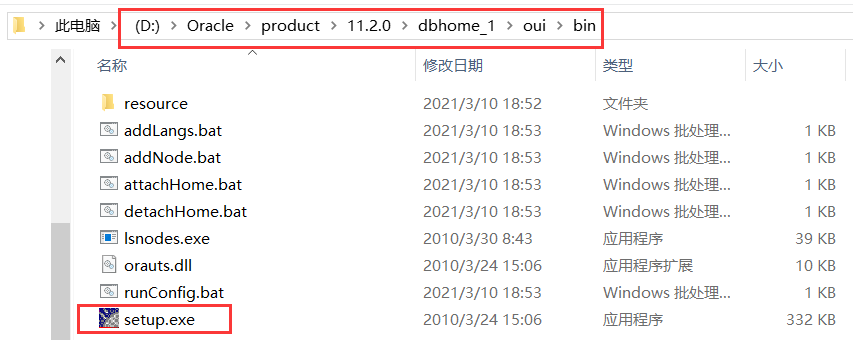 此电脑 > (D:) > Oracle > product > 11.2.0 > dbhome_1 > oui > bin
名称 修改日期 类型 大小
resource 2021/3/10 18:52 文件夹
addLangs.bat 2021/3/10 18:53 Windows 批处理... 1 KB
addNode.bat 2021/3/10 18:53 Windows 批处理... 1 KB
attachHome.bat 2021/3/10 18:53 Windows 批处理... 1 KB
detachHome.bat 2021/3/10 18:53 Windows 批处理... 1 KB
lsnodes.exe 2010/3/30 8:43 应用程序 39 KB
orauts.dll 2010/3/24 15:06 应用程序扩展 10 KB
runConfig.bat 2021/3/10 18:53 Windows 批处理... 1 KB
setup.exe 2010/3/24 15:06 应用程序 332 KB